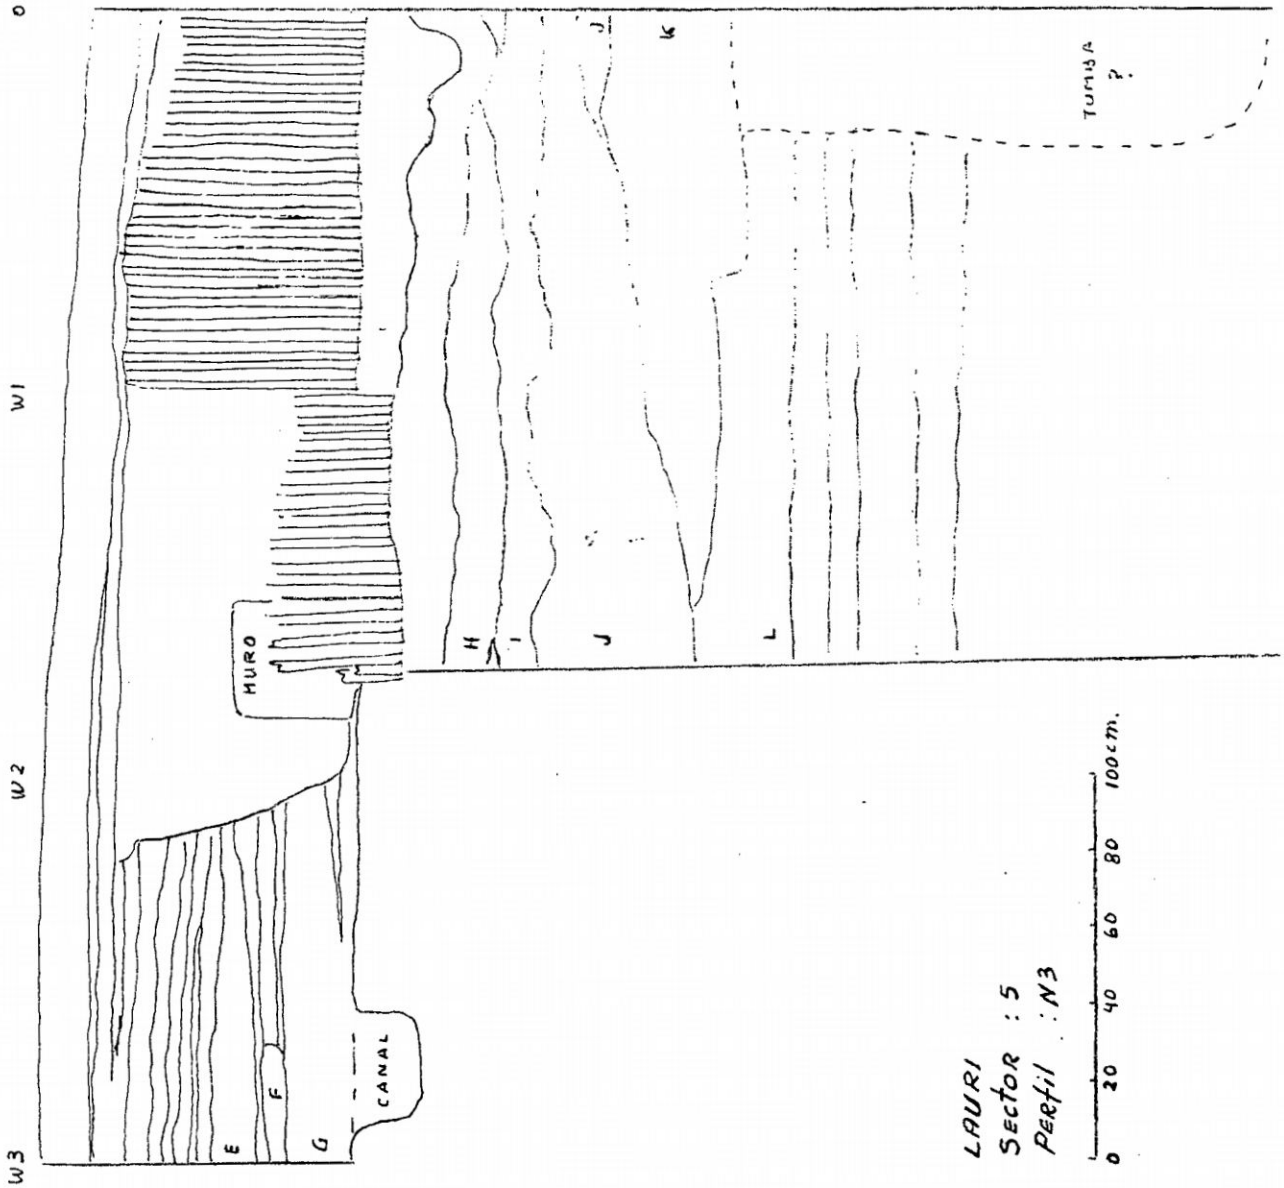 W3 W2 W1 0
MURO
E
F
G
CANAL
H
I
J
J
K
L
TUMBA
?
LAURI
SECTOR : 5
PERfil : N3
0 20 40 60 80 100cm.